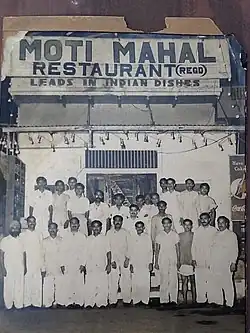 MOTI MAHAL
RESTAURANT (REGD)
LEADS IN INDIAN DISHES